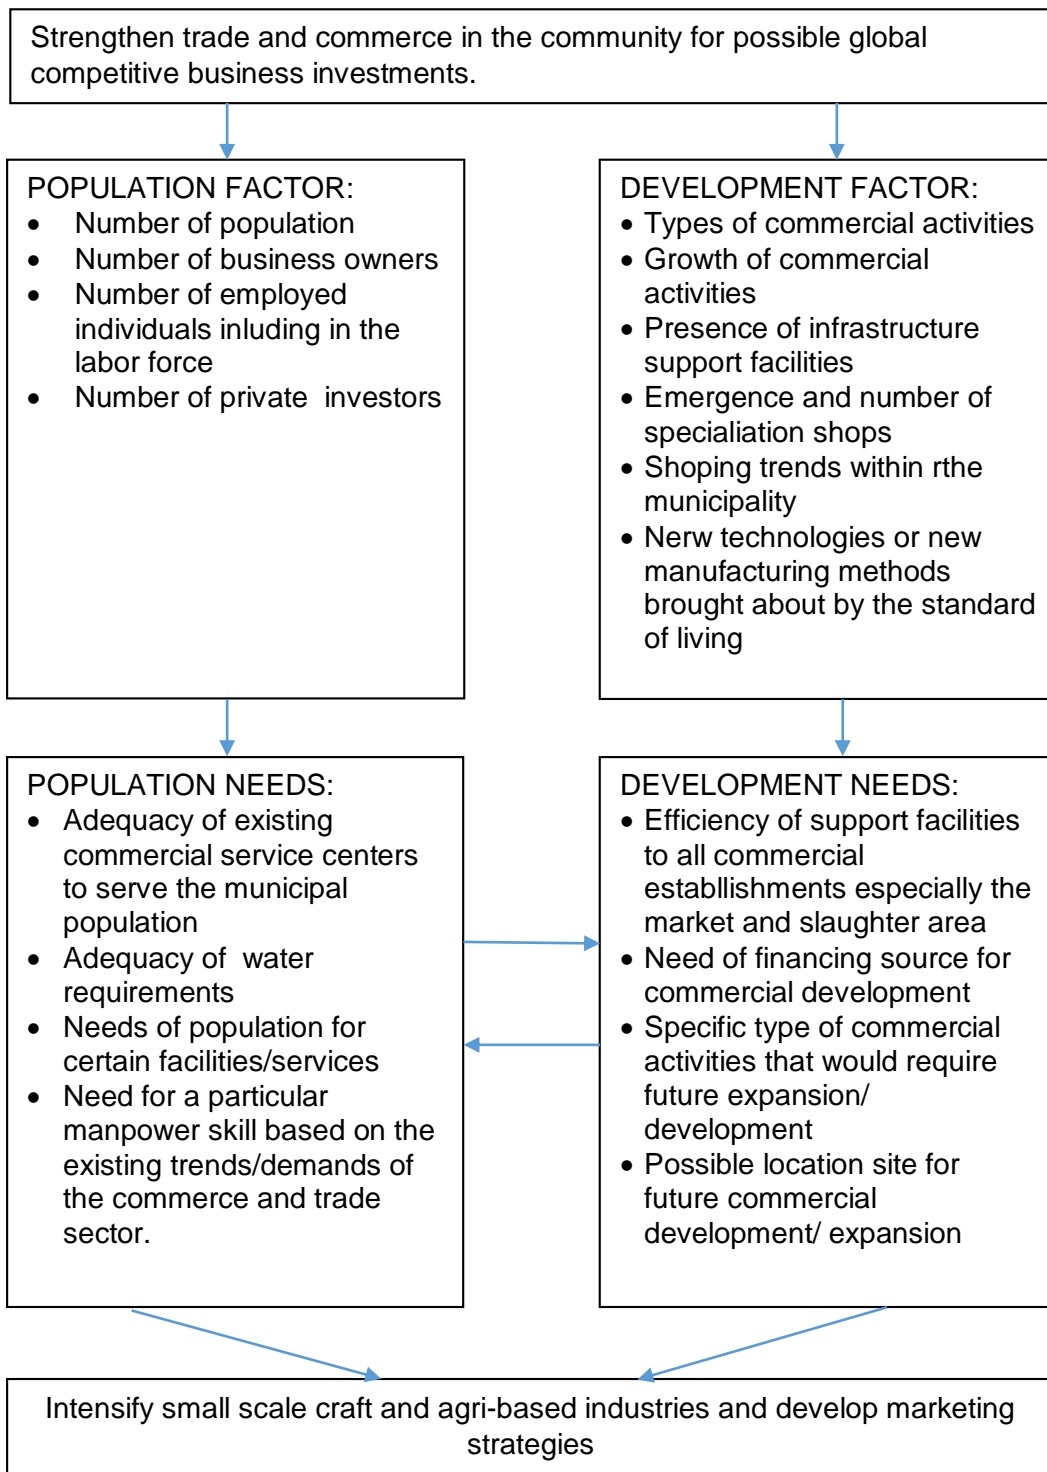 Strengthen trade and commerce in the community for possible global
competitive business investments.
POPULATION FACTOR:
• Number of population
• Number of business owners
• Number of employed
individuals inluding in the
labor force
• Number of private  investors
DEVELOPMENT FACTOR:
• Types of commercial activities
• Growth of commercial
activities
• Presence of infrastructure
support facilities
• Emergence and number of
specialiation shops
• Shoping trends within rthe
municipality
• Nerw technologies or new
manufacturing methods
brought about by the standard
of living
POPULATION NEEDS:
• Adequacy of existing
commercial service centers
to serve the municipal
population
• Adequacy of  water
requirements
• Needs of population for
certain facilities/services
• Need for a particular
manpower skill based on the
existing trends/demands of
the commerce and trade
sector.
DEVELOPMENT NEEDS:
• Efficiency of support facilities
to all commercial
establlishments especially the
market and slaughter area
• Need of financing source for
commercial development
• Specific type of commercial
activities that would require
future expansion/
development
• Possible location site for
future commercial
development/ expansion
Intensify small scale craft and agri-based industries and develop marketing
strategies